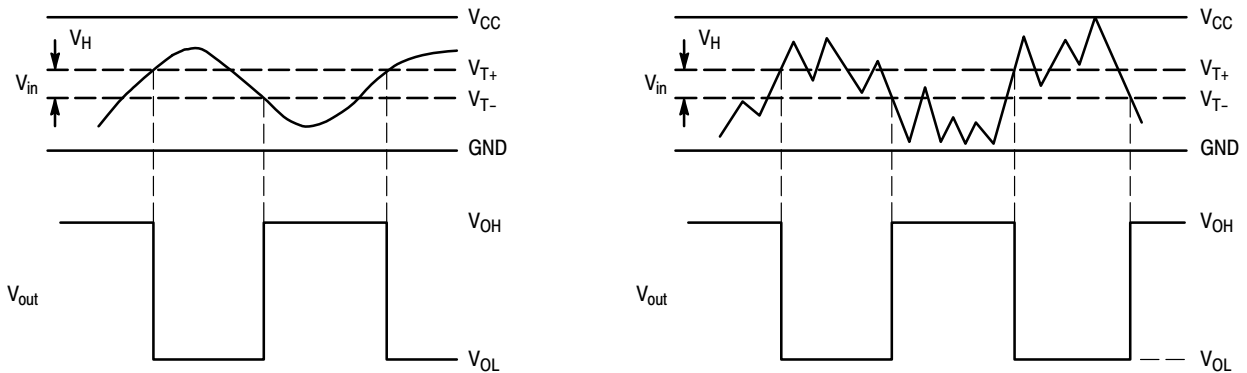 V_H
V_CC
V_in
V_T+
V_T−
GND
V_OH
V_out
V_OL
V_H
V_CC
V_in
V_T+
V_T−
GND
V_OH
V_out
V_OL